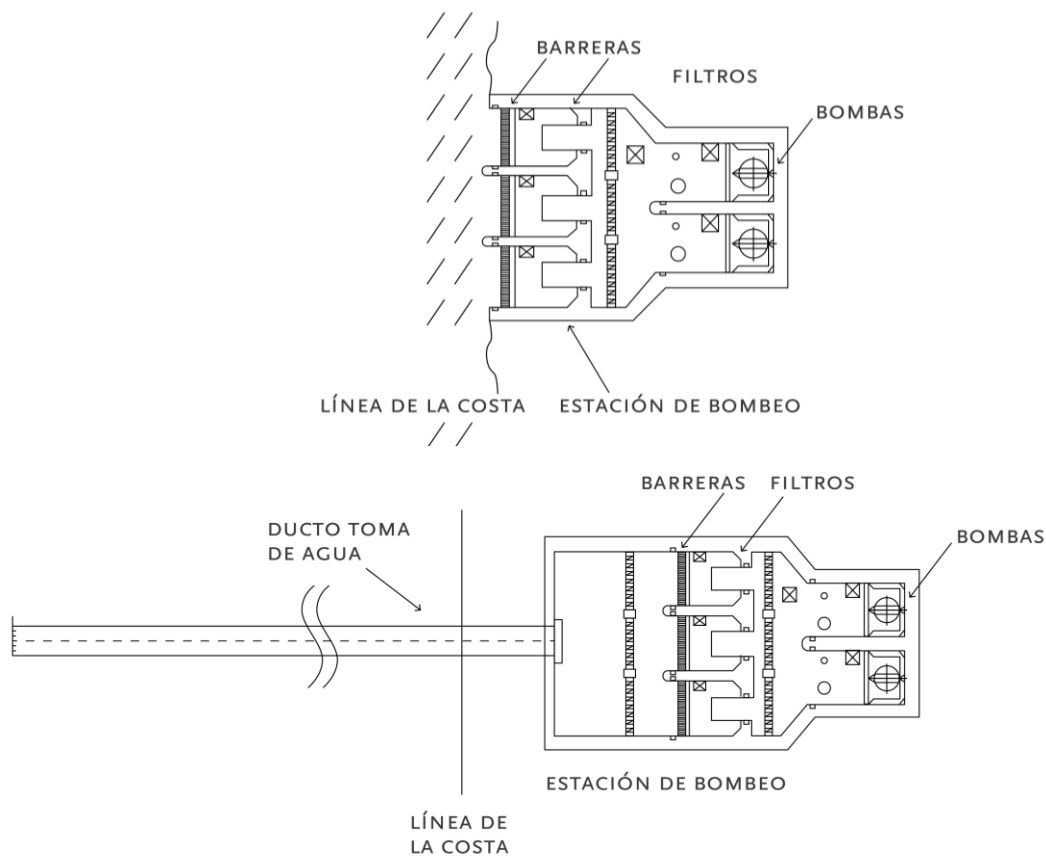 BARRERAS
FILTROS
BOMBAS
LÍNEA DE LA COSTA
ESTACIÓN DE BOMBEO
BARRERAS
FILTROS
DUCTO TOMA
DE AGUA
BOMBAS
ESTACIÓN DE BOMBEO
LÍNEA DE
LA COSTA